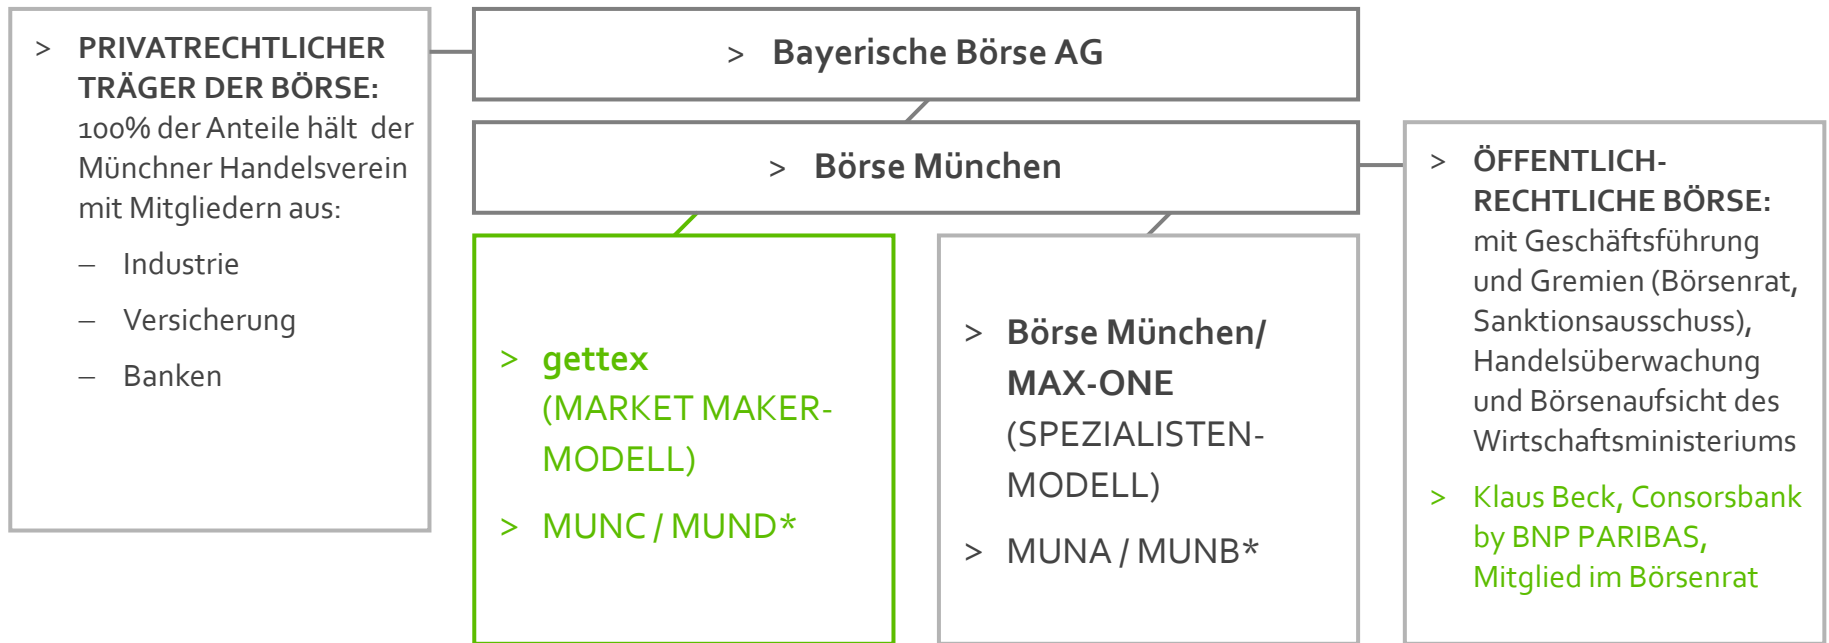 > PRIVATRECHTLICHER
TRÄGER DER BÖRSE:
100% der Anteile hält der
Münchner Handelsverein
mit Mitgliedern aus:
– Industrie
– Versicherung
– Banken
> Bayerische Börse AG
> Börse München
> gettex
(MARKET MAKER-
MODELL)
> MUNC / MUND*
> Börse München/
MAX-ONE
(SPEZIALISTEN-
MODELL)
> MUNA / MUNB*
> ÖFFENTLICH-
RECHTLICHE BÖRSE:
mit Geschäftsführung
und Gremien (Börsenrat,
Sanktionsausschuss),
Handelsüberwachung
und Börsenaufsicht des
Wirtschaftsministeriums
> Klaus Beck, Consorsbank
by BNP PARIBAS,
Mitglied im Börsenrat